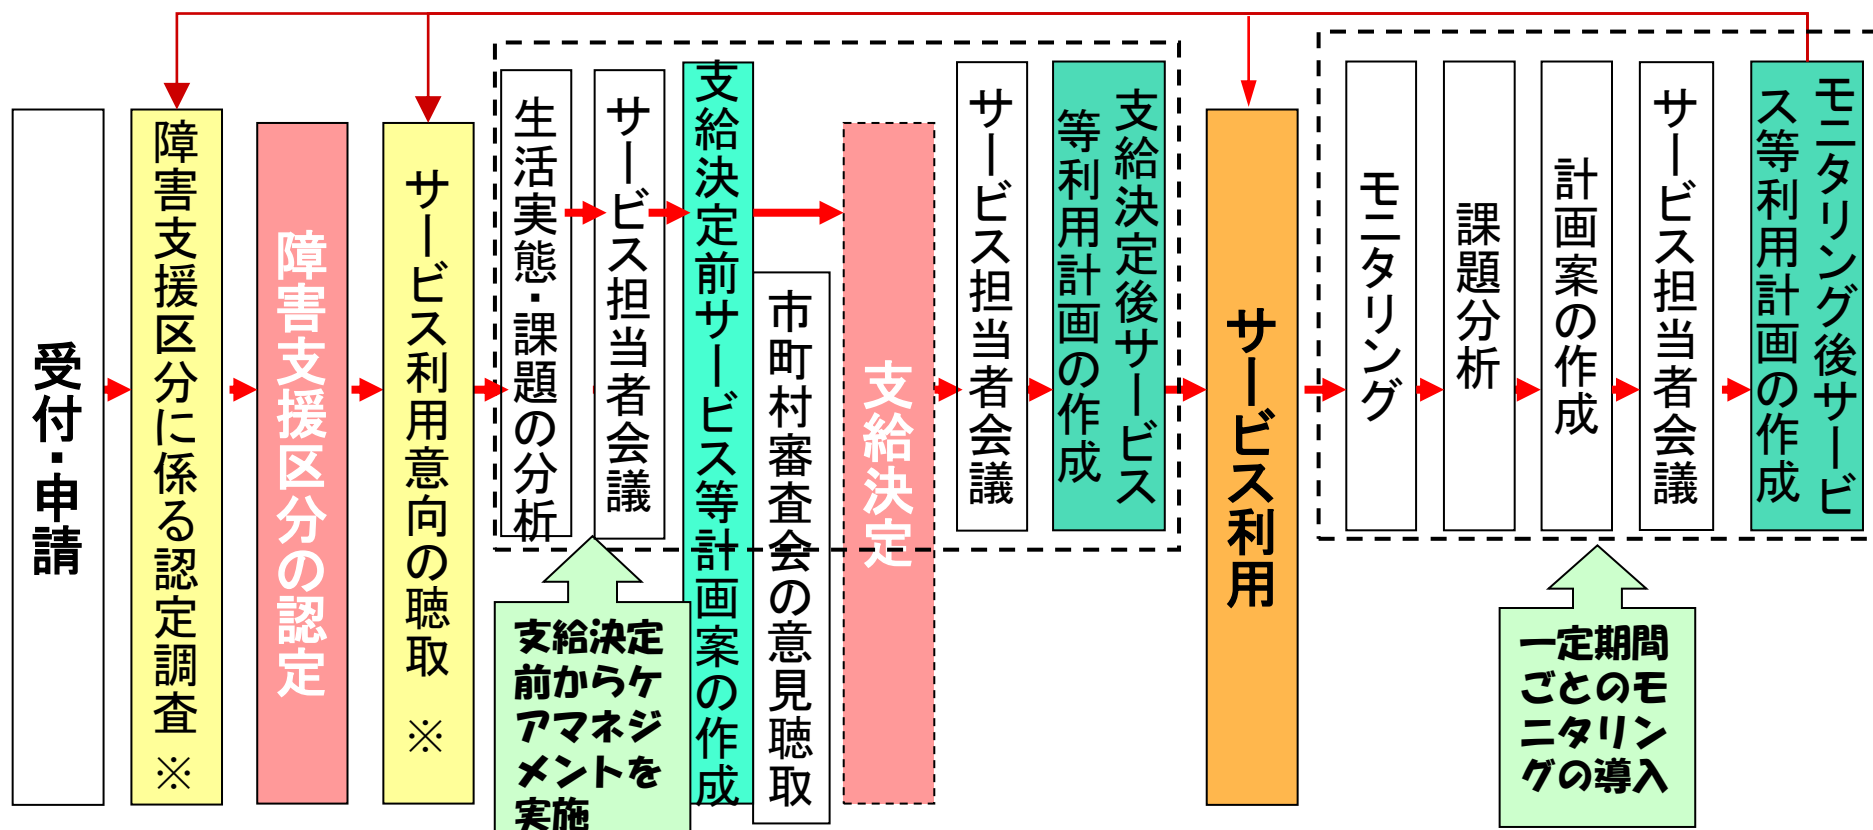 受付・申請
障害支援区分に係る認定調査 ※
障害支援区分の認定
サービス利用意向の聴取 ※
生活実態・課題の分析
サービス担当者会議
支給決定前サービス等計画案の作成
市町村審査会の意見聴取
支給決定
サービス担当者会議
支給決定後サービス
等利用計画の作成
サービス利用
モニタリング
課題分析
計画案の作成
サービス担当者会議
モニタリング後サービ
ス等利用計画の作成
支給決定
前からケ
アマネジ
メントを
実施
一定期間
ごとのモ
ニタリン
グの導入